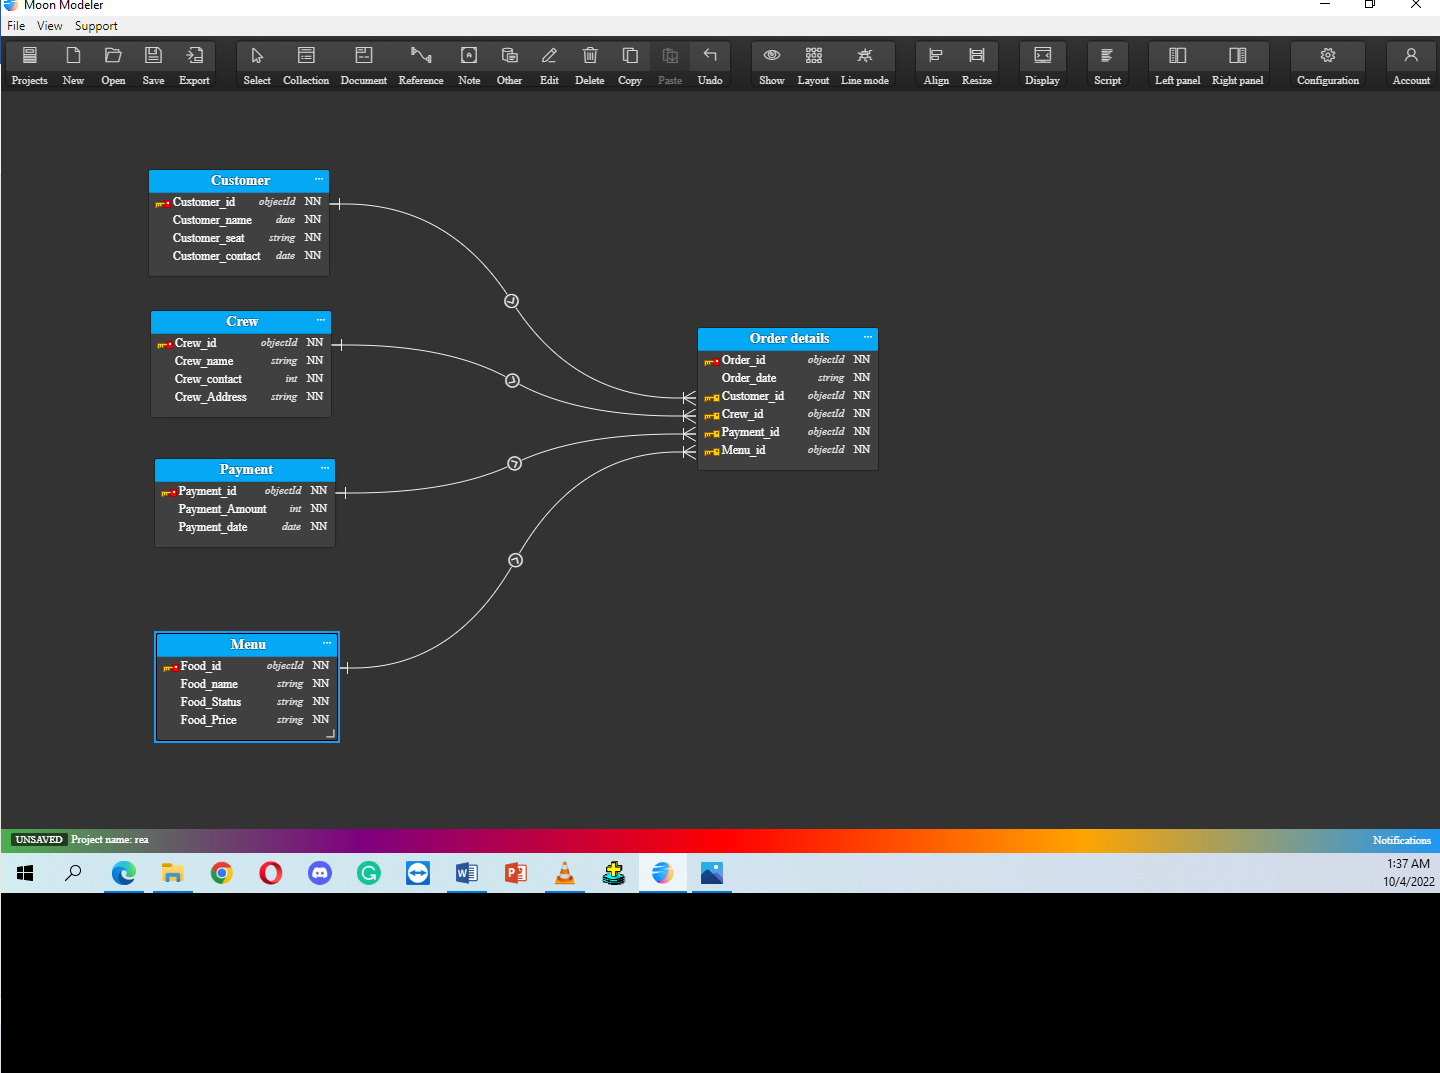 Moon Modeler
File View Support
Projects New Open Save Export Select Collection Document Reference Note Other Edit Delete Copy Paste Undo Show Layout Line mode Align Resize Display Script Left panel Right panel Configuration Account
Customer
Customer_id objectId NN
Customer_name date NN
Customer_seat string NN
Customer_contact date NN
Crew
Crew_id objectId NN
Crew_name string NN
Crew_contact int NN
Crew_Address string NN
Payment
Payment_id objectId NN
Payment_Amount int NN
Payment_date date NN
Menu
Food_id objectId NN
Food_name string NN
Food_Status string NN
Food_Price string NN
Order details
Order_id objectId NN
Order_date string NN
Customer_id objectId NN
Crew_id objectId NN
Payment_id objectId NN
Menu_id objectId NN
UNSAVED Project name: rea
Notifications
1:37 AM
10/4/2022